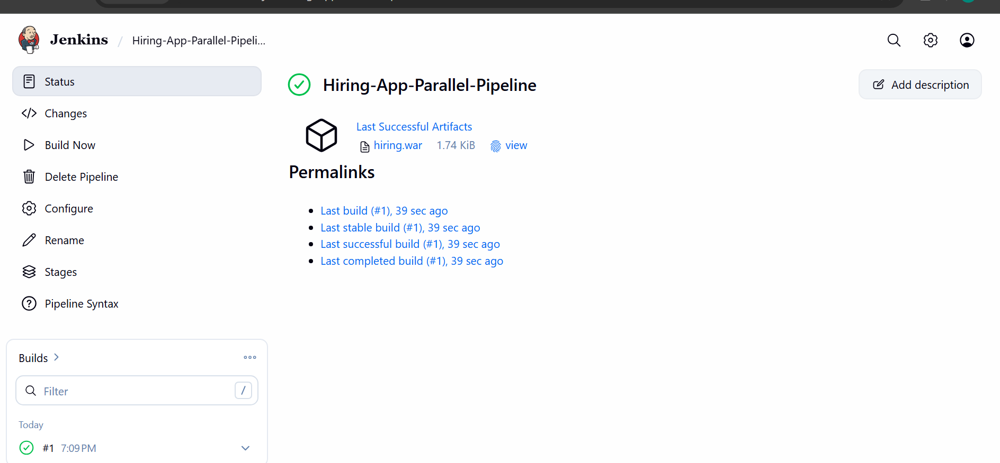 Jenkins / Hiring-App-Parallel-Pipeli...
Status
Changes
Build Now
Delete Pipeline
Configure
Rename
Stages
Pipeline Syntax
Builds
Filter /
Today
#1 7:09 PM
Hiring-App-Parallel-Pipeline
Add description
Last Successful Artifacts
hiring.war 1.74 KiB view
Permalinks
Last build (#1), 39 sec ago
Last stable build (#1), 39 sec ago
Last successful build (#1), 39 sec ago
Last completed build (#1), 39 sec ago